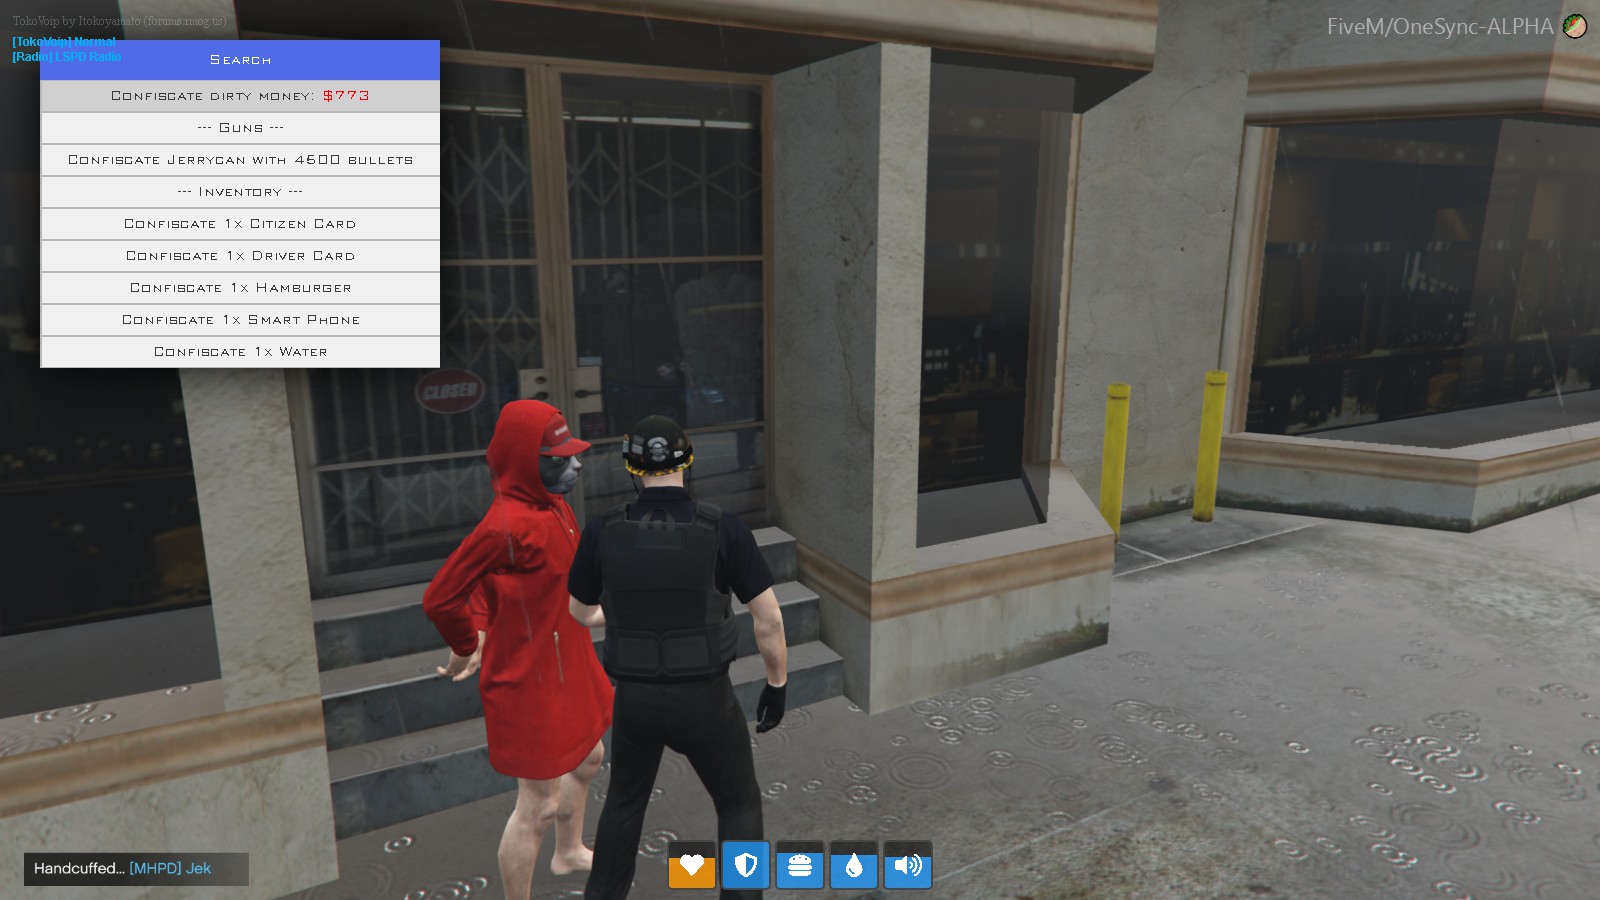 TokoVoip by Itokoyamato (forums.rmog.us)
[TokoVoip] Normal
[Radio] LSPD Radio
FiveM/OneSync-ALPHA
Search
Confiscate dirty money: $773
--- Guns ---
Confiscate Jerrycan with 4500 bullets
--- Inventory ---
Confiscate 1x Citizen Card
Confiscate 1x Driver Card
Confiscate 1x Hamburger
Confiscate 1x Smart Phone
Confiscate 1x Water
CLOSED
Handcuffed... [MHPD] Jek